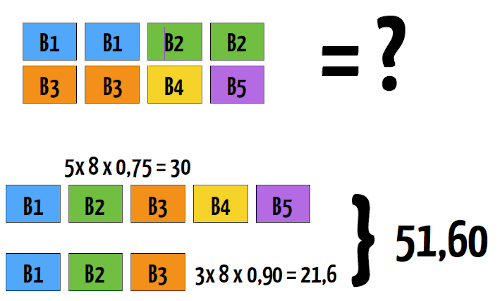 B1 B1 B2 B2
B3 B3 B4 B5
= ?
5x 8 x 0,75 = 30
B1 B2 B3 B4 B5
B1 B2 B3 3x 8 x 0,90 = 21,6
} 51,60